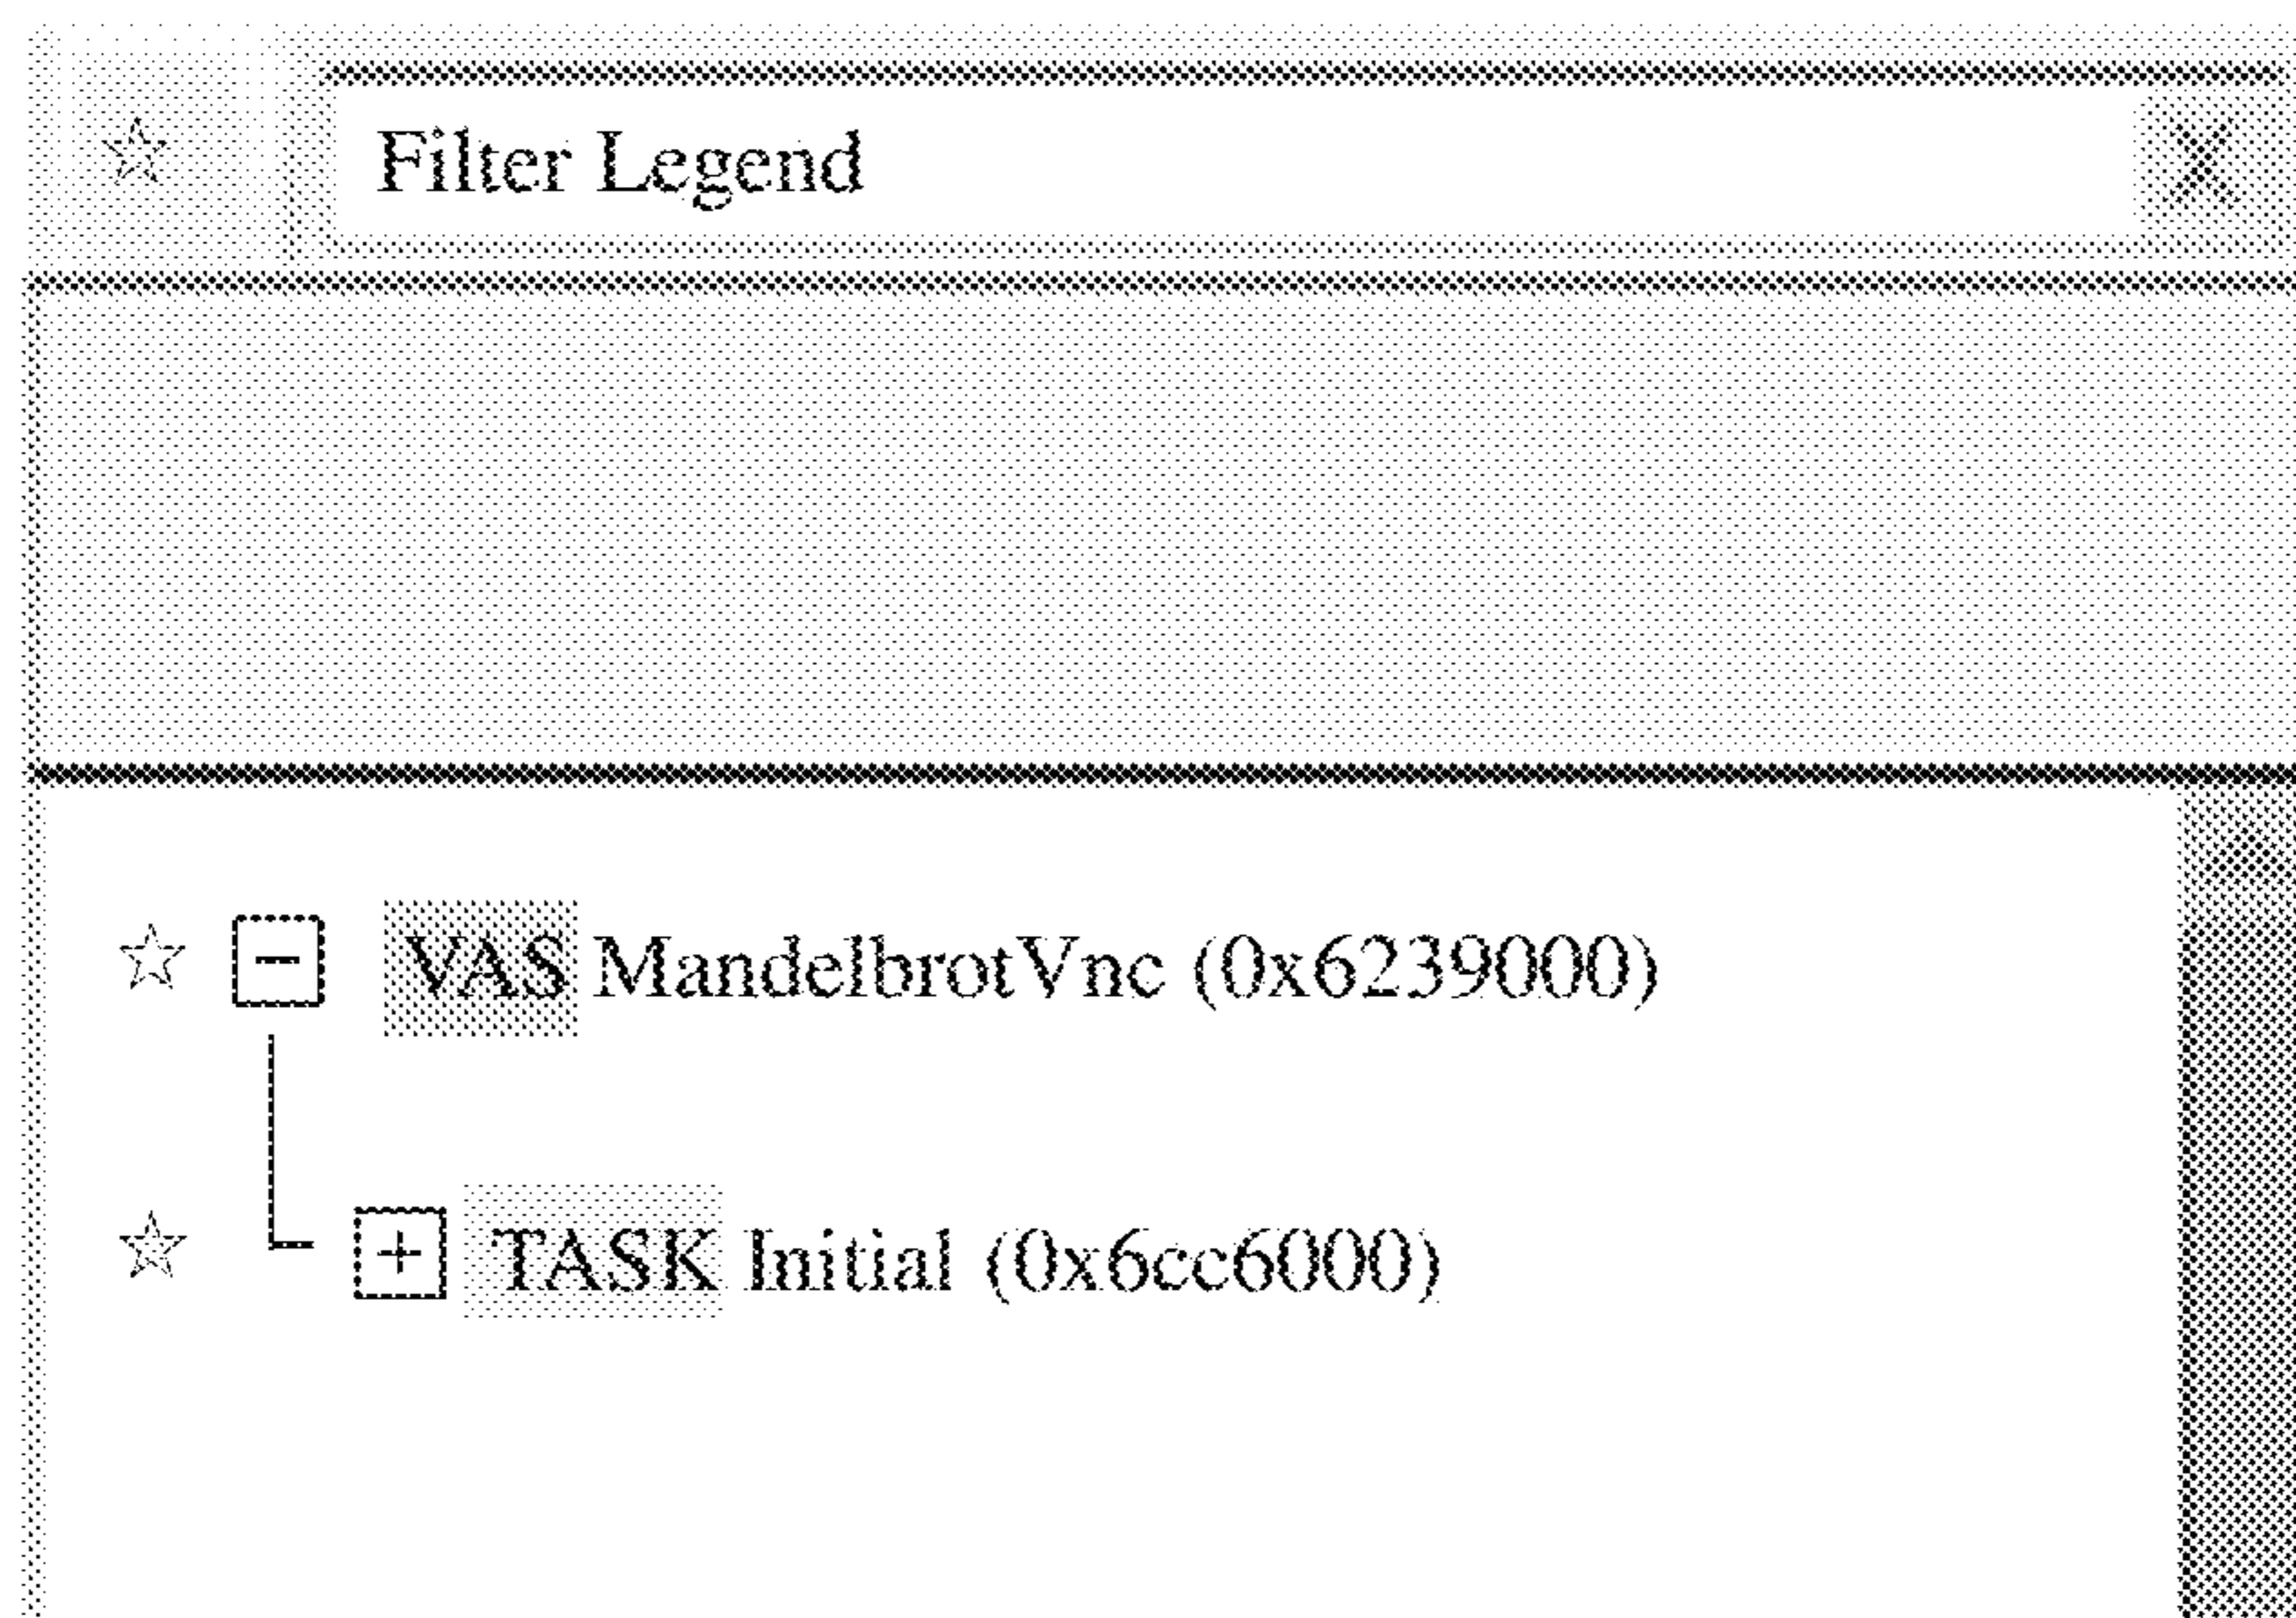 ☆ Filter Legend X
☆ − VAS MandelbrotVnc (0x6239000)
☆ + TASK Initial (0x6cc6000)